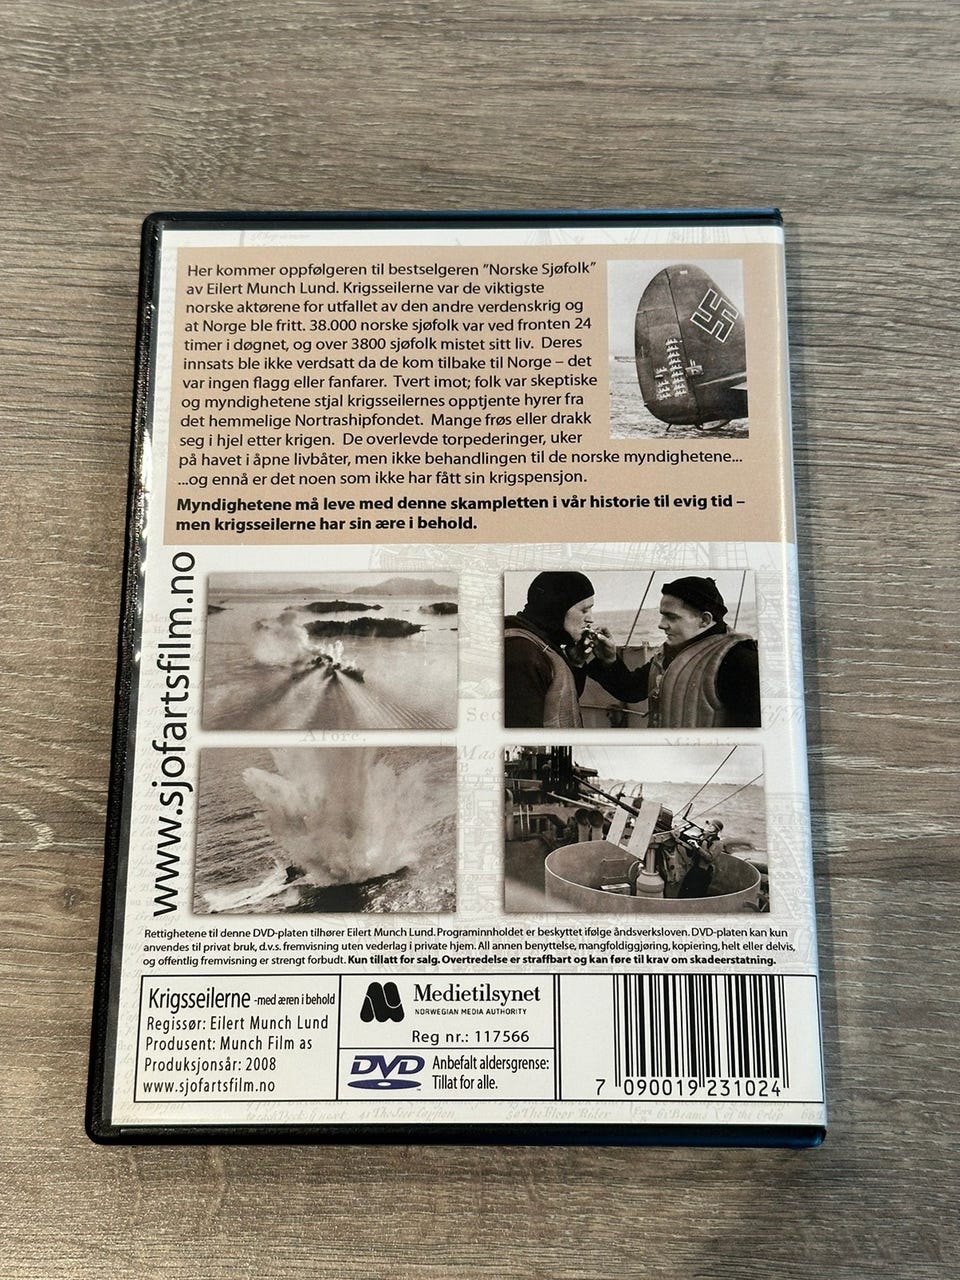 Her kommer oppfølgeren til bestselgeren ”Norske Sjøfolk”
av Eilert Munch Lund. Krigsseilerne var de viktigste
norske aktørene for utfallet av den andre verdenskrig og
at Norge ble fritt. 38.000 norske sjøfolk var ved fronten 24
timer i døgnet, og over 3800 sjøfolk mistet sitt liv. Deres
innsats ble ikke verdsatt da de kom tilbake til Norge – det
var ingen flagg eller fanfarer. Tvert imot; folk var skeptiske
og myndighetene stjal krigsseilernes opptjente hyrer fra
det hemmelige Nortrashipfondet. Mange frøs eller drakk
seg i hjel etter krigen. De overlevde torpederinger, uker
på havet i åpne livbåter, men ikke behandlingen til de norske myndighetene...
...og ennå er det noen som ikke har fått sin krigspensjon.
Myndighetene må leve med denne skampletten i vår historie til evig tid –
men krigsseilerne har sin ære i behold.
www.sjofartsfilm.no
Rettighetene til denne DVD-platen tilhører Eilert Munch Lund. Programinnholdet er beskyttet ifølge åndsverksloven. DVD-platen kan kun
anvendes til privat bruk, d.v.s. fremvisning uten vederlag i private hjem. All annen benyttelse, mangfoldiggjøring, kopiering, helt eller delvis,
og offentlig fremvisning er strengt forbudt. Kun tillatt for salg. Overtredelse er straffbart og kan føre til krav om skadeerstatning.
Krigsseilerne -med æren i behold
Regissør: Eilert Munch Lund
Produsent: Munch Film as
Produksjonsår: 2008
www.sjofartsfilm.no
Medietilsynet
NORWEGIAN MEDIA AUTHORITY
Reg nr.: 117566
DVD
Anbefalt aldersgrense:
Tillat for alle.
7 090019 231024